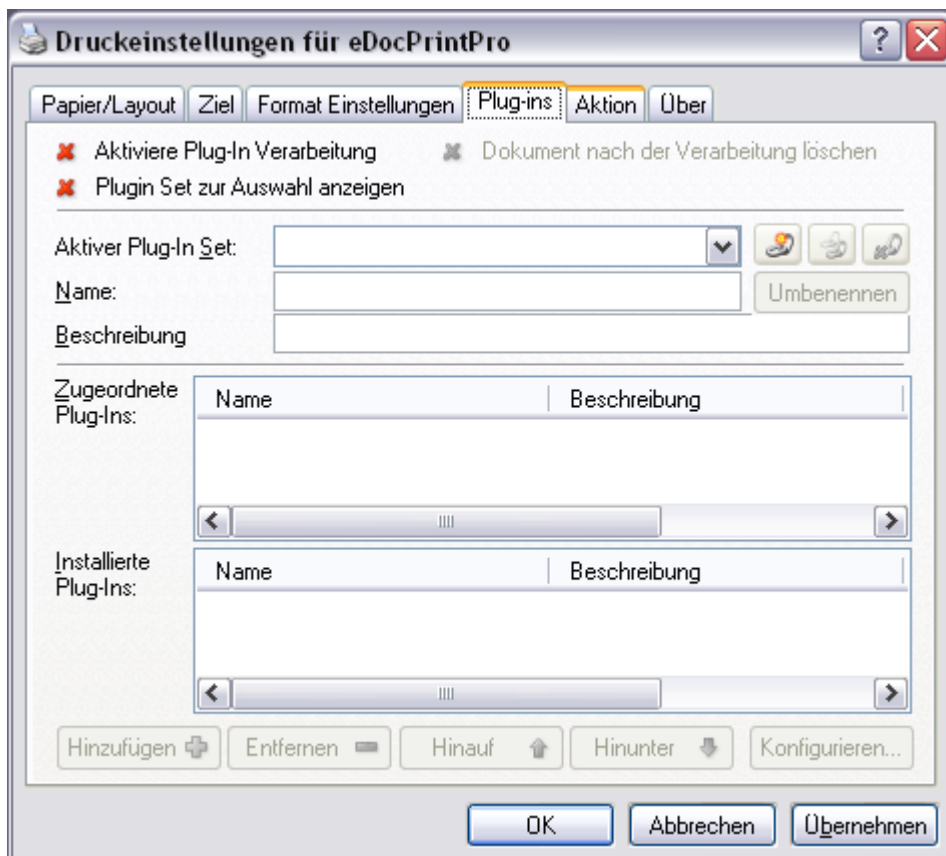 Druckeinstellungen für eDocPrintPro
Papier/Layout Ziel Format Einstellungen Plug-ins Aktion Über
Aktiviere Plug-In Verarbeitung Dokument nach der Verarbeitung löschen
Plugin Set zur Auswahl anzeigen
Aktiver Plug-In Set:
Name: Umbenennen
Beschreibung
Zugeordnete
Plug-Ins:
Name Beschreibung
Installierte
Plug-Ins:
Name Beschreibung
Hinzufügen Entfernen Hinauf Hinunter Konfigurieren...
OK Abbrechen Übernehmen